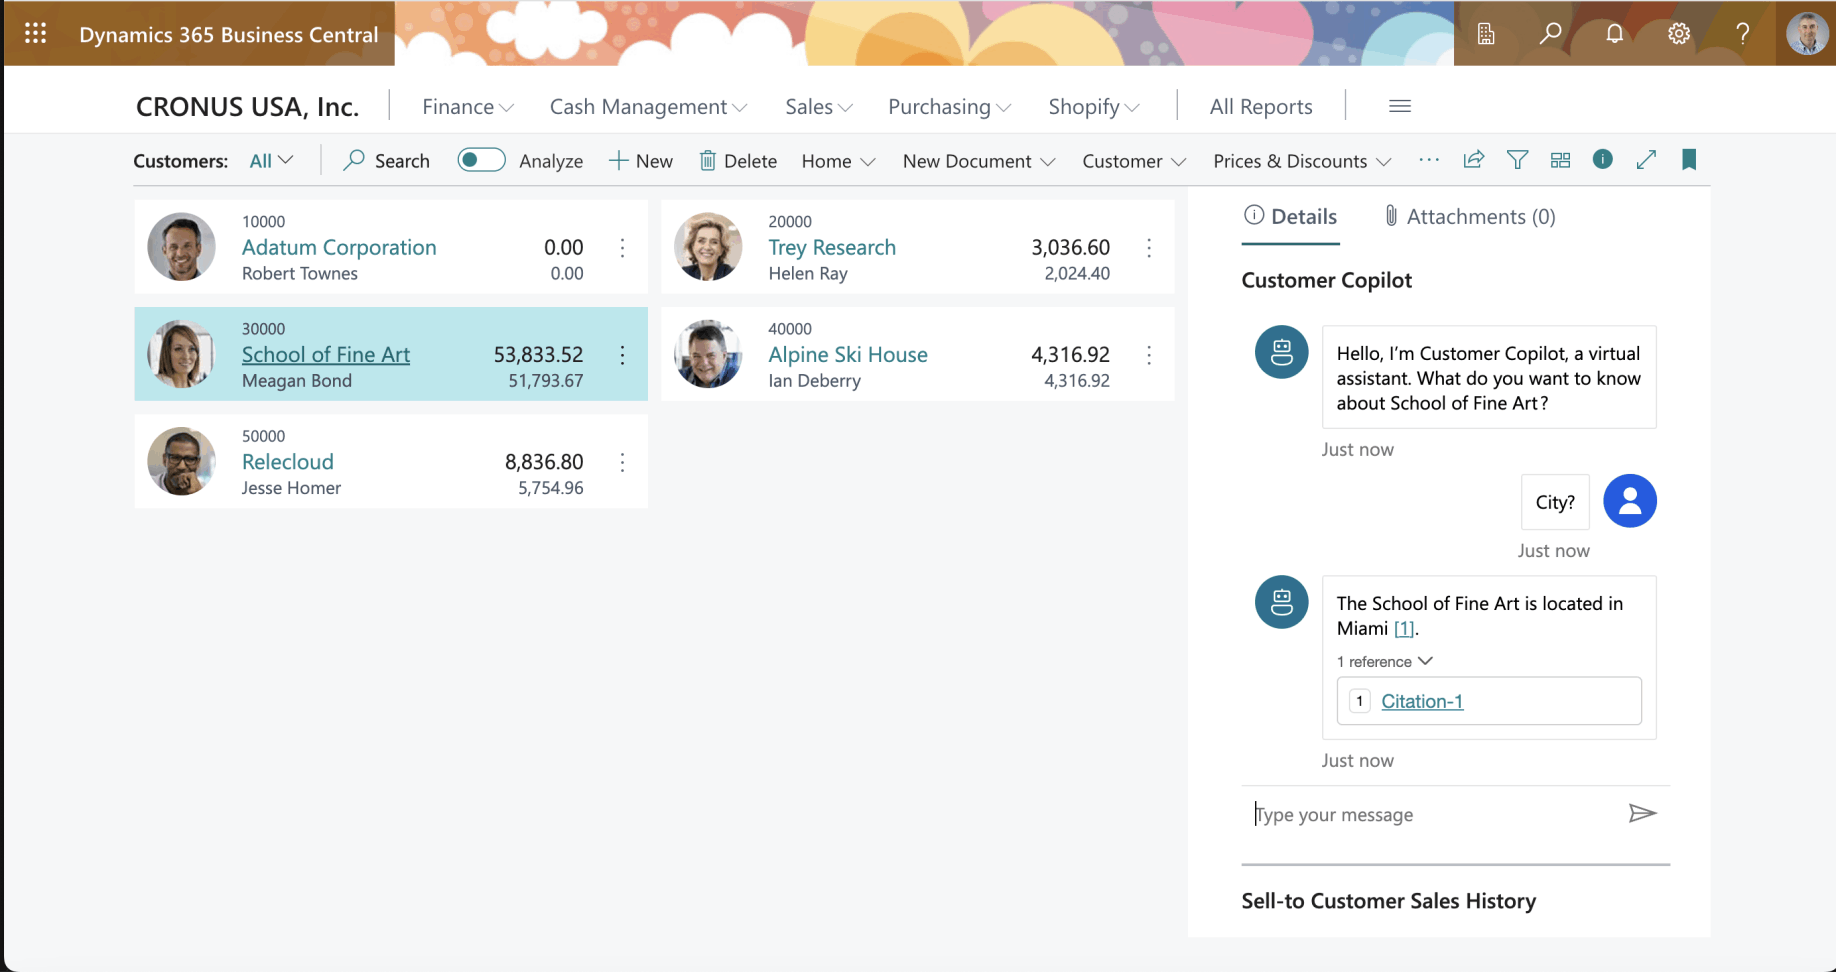 Dynamics 365 Business Central
?
CRONUS USA, Inc.
Finance
Cash Management
Sales
Purchasing
Shopify
All Reports
Customers:
All
Search
Analyze
New
Delete
Home
New Document
Customer
Prices & Discounts
10000
Adatum Corporation 0.00
Robert Townes 0.00
20000
Trey Research 3,036.60
Helen Ray 2,024.40
30000
School of Fine Art 53,833.52
Meagan Bond 51,793.67
40000
Alpine Ski House 4,316.92
Ian Deberry 4,316.92
50000
Relecloud 8,836.80
Jesse Homer 5,754.96
Details
Attachments (0)
Customer Copilot
Hello, I’m Customer Copilot, a virtual
assistant. What do you want to know
about School of Fine Art?
Just now
City?
Just now
The School of Fine Art is located in
Miami [1].
1 reference
1 Citation-1
Just now
Type your message
Sell-to Customer Sales History